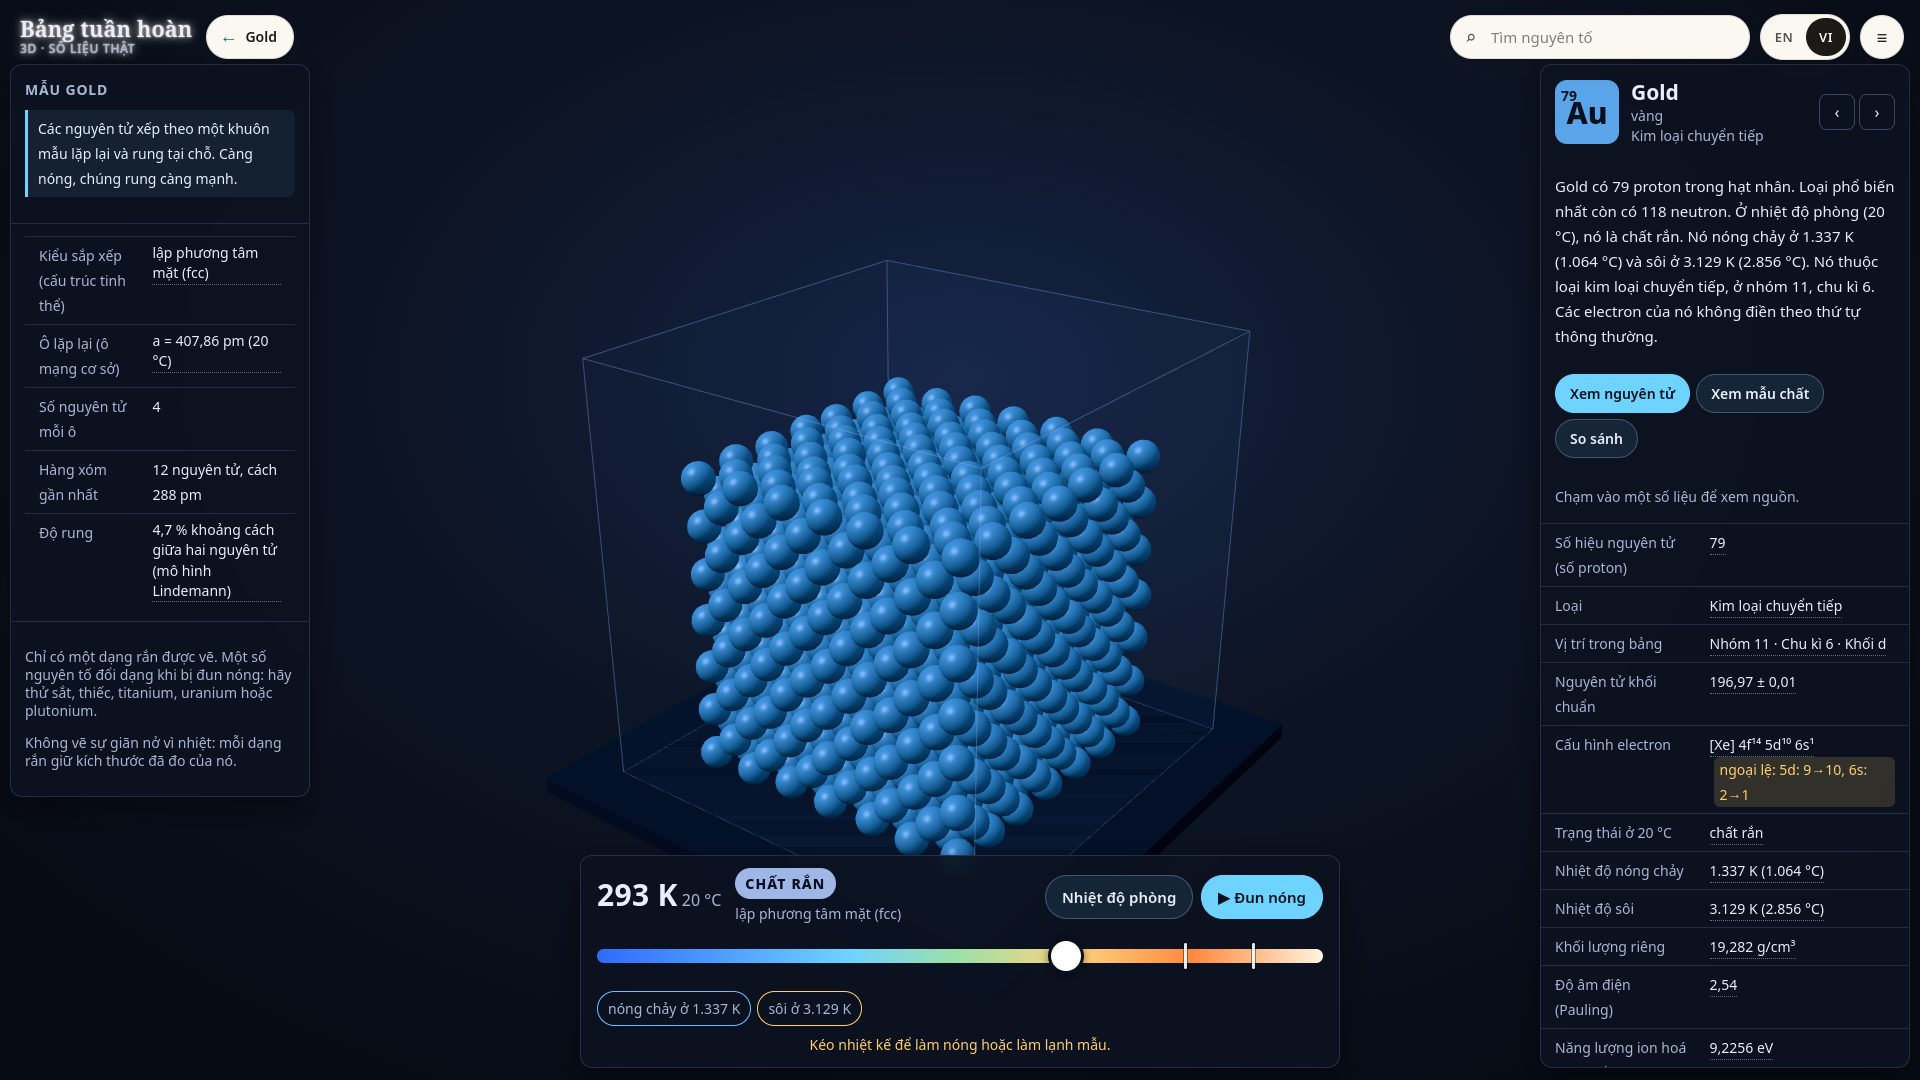 Bảng tuần hoàn
3D · SỐ LIỆU THẬT
← Gold
Tìm nguyên tố
EN VI
≡
MẪU GOLD
Các nguyên tử xếp theo một khuôn
mẫu lặp lại và rung tại chỗ. Càng
nóng, chúng rung càng mạnh.
Kiểu sắp xếp
(cấu trúc tinh
thể)
lập phương tâm
mặt (fcc)
Ô lặp lại (ô
mạng cơ sở)
a = 407,86 pm (20
°C)
Số nguyên tử
mỗi ô
4
Hàng xóm
gần nhất
12 nguyên tử, cách
288 pm
Độ rung
4,7 % khoảng cách
giữa hai nguyên tử
(mô hình
Lindemann)
Chỉ có một dạng rắn được vẽ. Một số
nguyên tố đổi dạng khi bị đun nóng: hãy
thử sắt, thiếc, titanium, uranium hoặc
plutonium.
Không vẽ sự giãn nở vì nhiệt: mỗi dạng
rắn giữ kích thước đã đo của nó.
293 K 20 °C
CHẤT RẮN
lập phương tâm mặt (fcc)
Nhiệt độ phòng
▶ Đun nóng
nóng chảy ở 1.337 K
sôi ở 3.129 K
Kéo nhiệt kế để làm nóng hoặc làm lạnh mẫu.
79
Au
Gold
vàng
Kim loại chuyển tiếp
‹ ›
Gold có 79 proton trong hạt nhân. Loại phổ biến
nhất còn có 118 neutron. Ở nhiệt độ phòng (20
°C), nó là chất rắn. Nó nóng chảy ở 1.337 K
(1.064 °C) và sôi ở 3.129 K (2.856 °C). Nó thuộc
loại kim loại chuyển tiếp, ở nhóm 11, chu kì 6.
Các electron của nó không điền theo thứ tự
thông thường.
Xem nguyên tử
Xem mẫu chất
So sánh
Chạm vào một số liệu để xem nguồn.
Số hiệu nguyên tử
(số proton)
79
Loại
Kim loại chuyển tiếp
Vị trí trong bảng
Nhóm 11 · Chu kì 6 · Khối d
Nguyên tử khối
chuẩn
196,97 ± 0,01
Cấu hình electron
[Xe] 4f¹⁴ 5d¹⁰ 6s¹
ngoại lệ: 5d: 9→10, 6s:
2→1
Trạng thái ở 20 °C
chất rắn
Nhiệt độ nóng chảy
1.337 K (1.064 °C)
Nhiệt độ sôi
3.129 K (2.856 °C)
Khối lượng riêng
19,282 g/cm³
Độ âm điện
(Pauling)
2,54
Năng lượng ion hoá
9,2256 eV